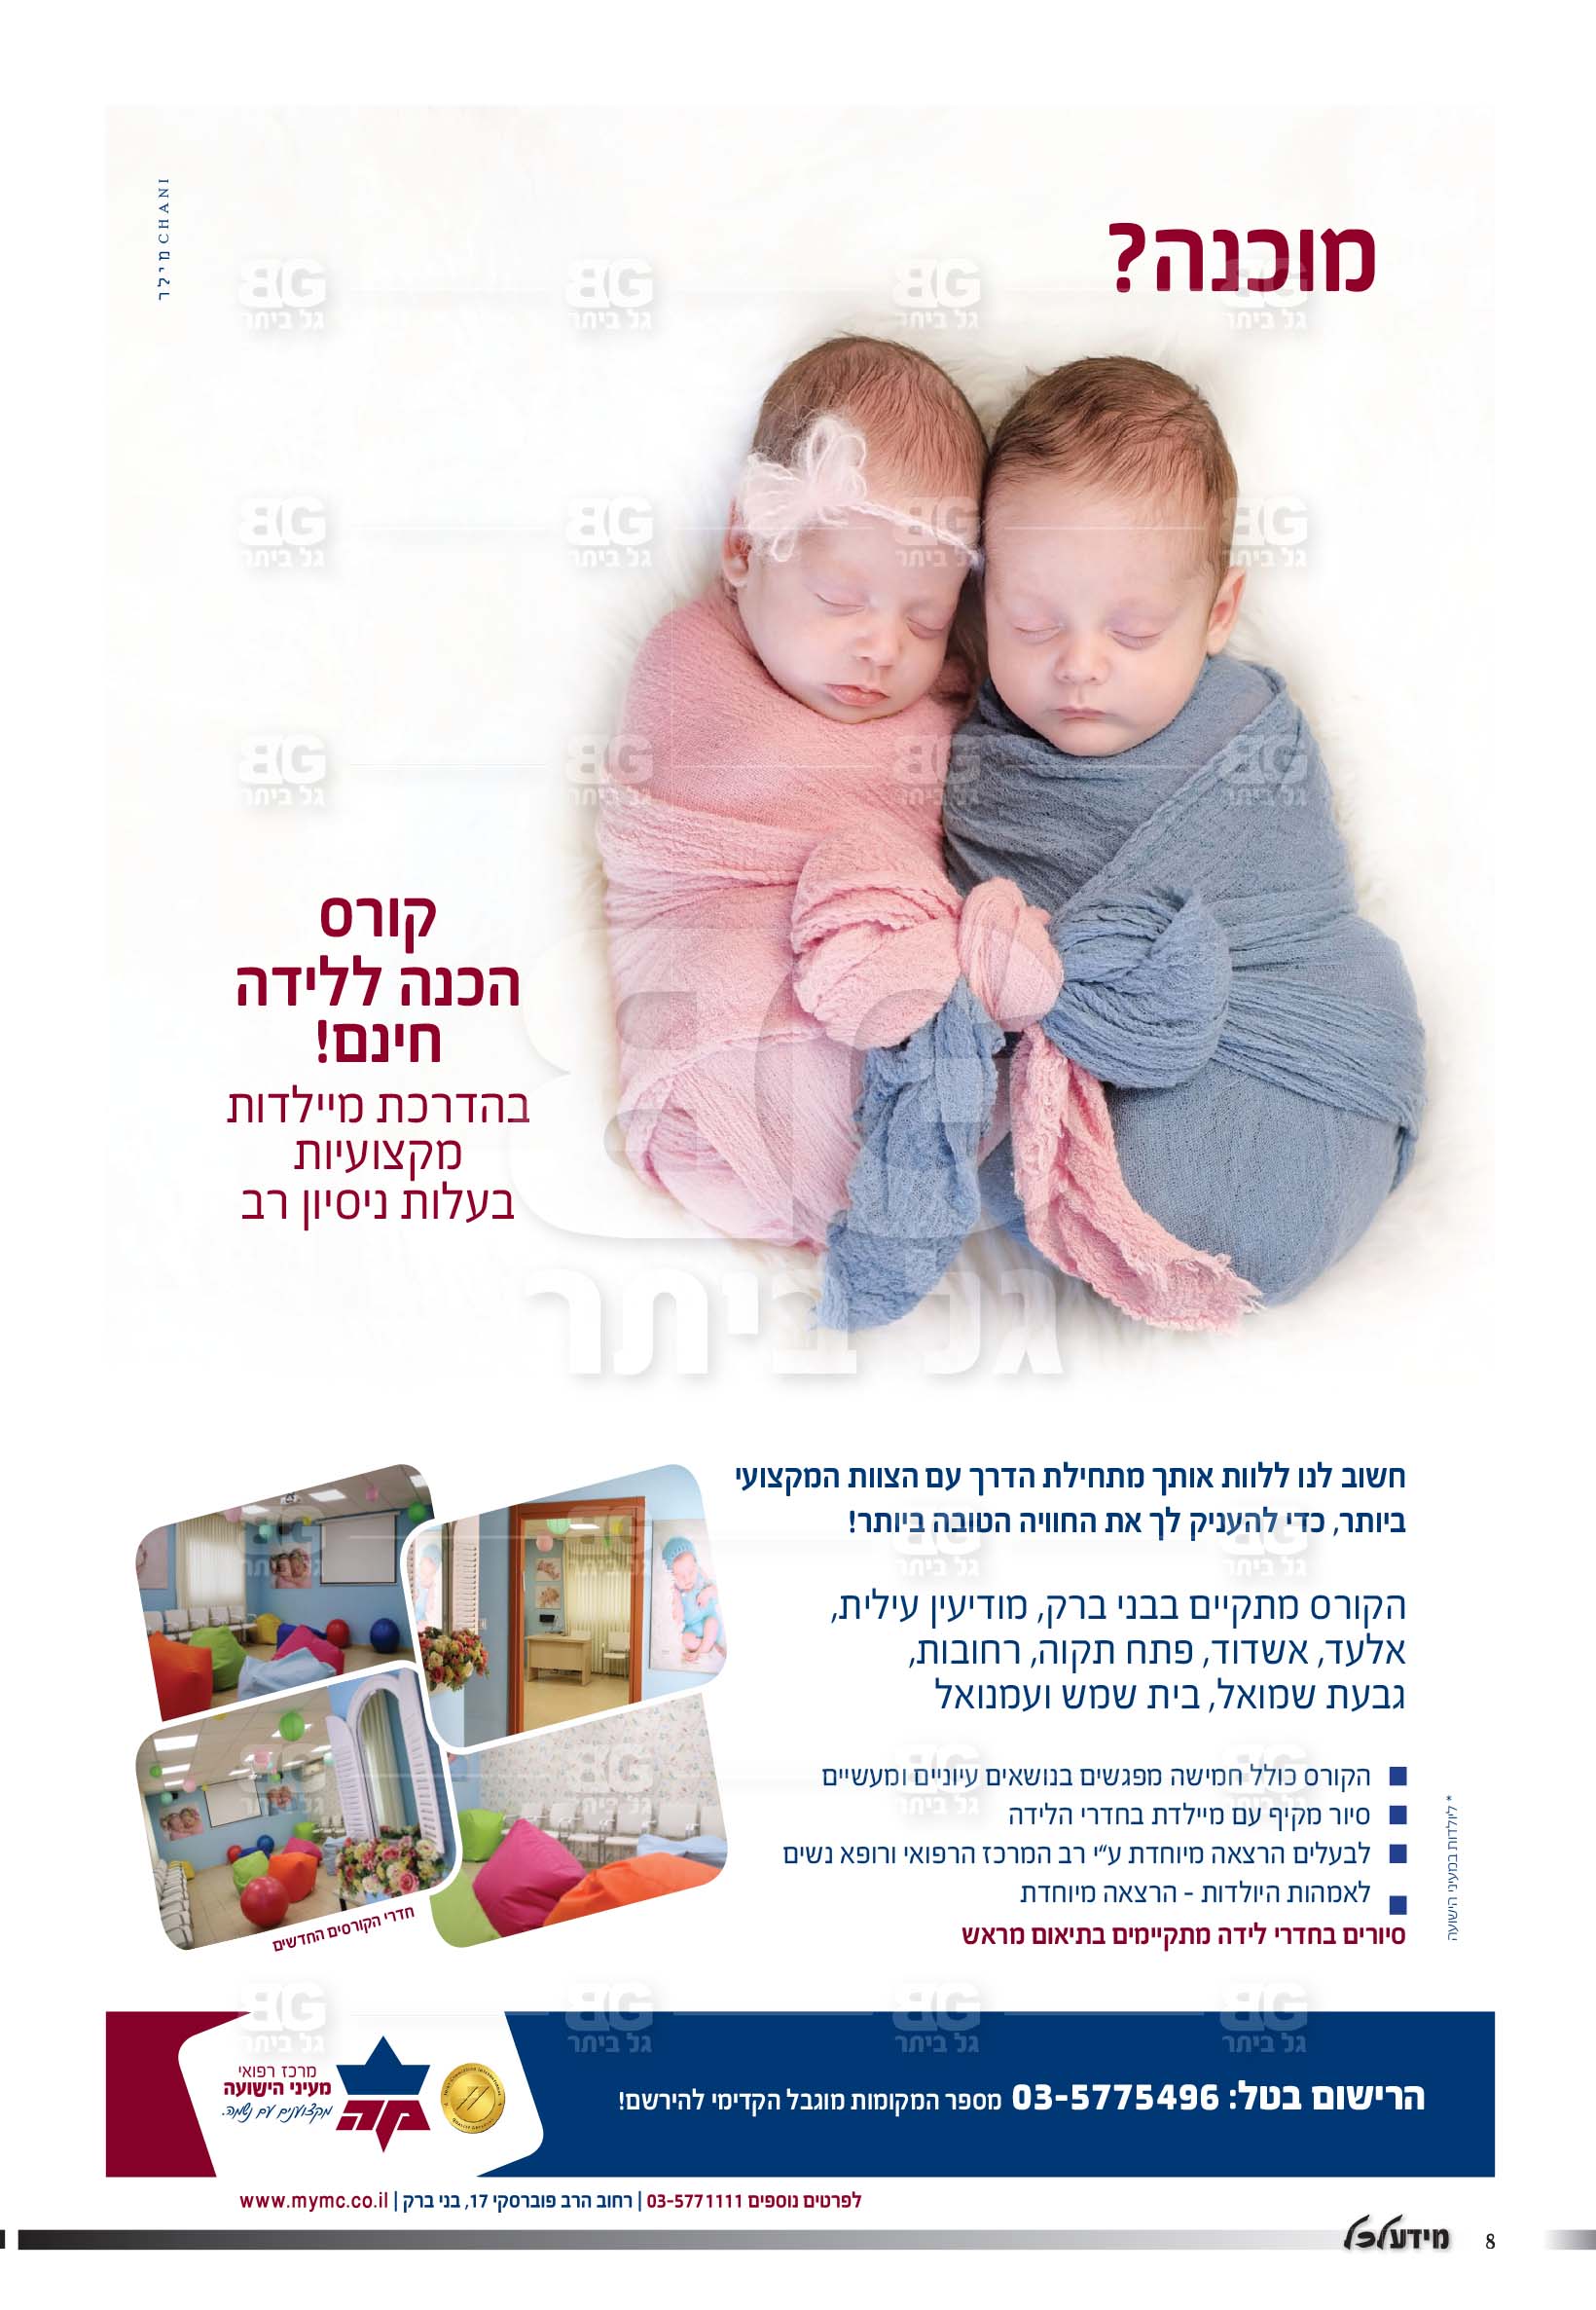 מילר CHANI
מוכנה?
קורס
הכנה ללידה
חינם!
בהדרכת מיילדות
מקצועיות
בעלות ניסיון רב
BG
גל ביתר
חשוב לנו ללוות אותך מתחילת הדרך עם הצוות המקצועי
ביותר, כדי להעניק לך את החוויה הטובה ביותר!
הקורס מתקיים בבני ברק, מודיעין עילית,
אלעד, אשדוד, פתח תקוה, רחובות,
גבעת שמואל, בית שמש ועמנואל
הקורס כולל חמישה מפגשים בנושאים עיוניים ומעשיים
סיור מקיף עם מיילדת בחדרי הלידה
לבעלים הרצאה מיוחדת ע״י רב המרכז הרפואי ורופא נשים
לאמהות היולדות - הרצאה מיוחדת
סיורים בחדרי לידה מתקיימים בתיאום מראש
* ליולדות במעיני הישועה
חדרי הקורסים החדשים
הרישום בטל: 03-5775496 מספר המקומות מוגבל הקדימי להירשם!
מרכז רפואי
מעיני הישועה
מקצוענים עם נשמה.
לפרטים נוספים 03-5771111 | רחוב הרב פוברסקי 17, בני ברק | www.mymc.co.il
מידע לכל
8